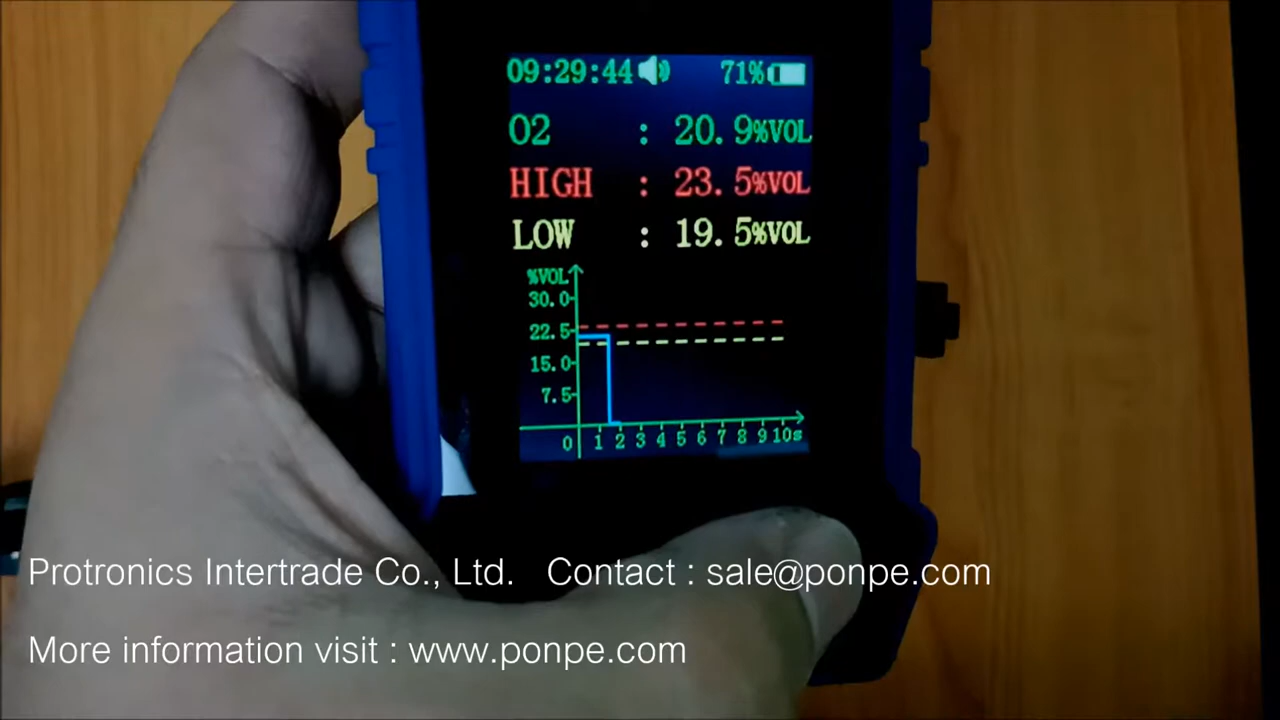 09:29:44 71%
O2 : 20.9%VOL
HIGH : 23.5%VOL
LOW : 19.5%VOL
%VOL
30.0
22.5
15.0
7.5
0 1 2 3 4 5 6 7 8 9 10s
Protronics Intertrade Co., Ltd. Contact : sale@ponpe.com
More information visit : www.ponpe.com